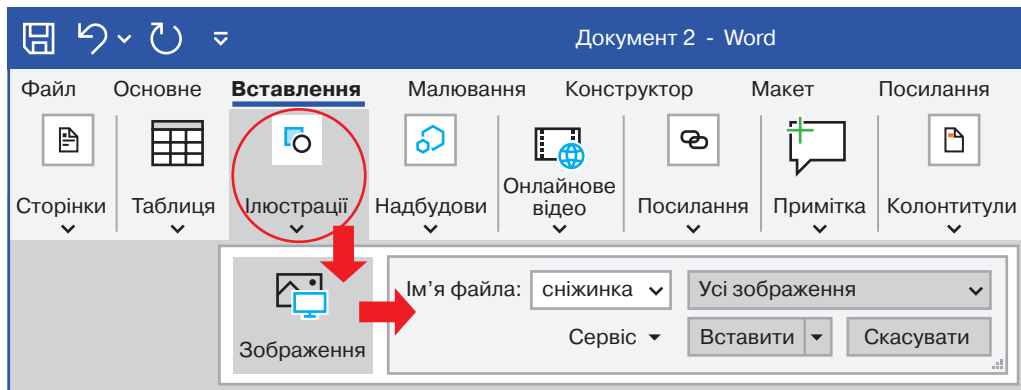 Документ 2 - Word
Файл Основне Вставлення Малювання Конструктор Макет Посилання
Сторінки Таблиця Ілюстрації Надбудови Онлайнове відео Посилання Примітка Колонтитули
Ім’я файла: сніжинка Усі зображення
Сервіс Вставити Скасувати
Зображення